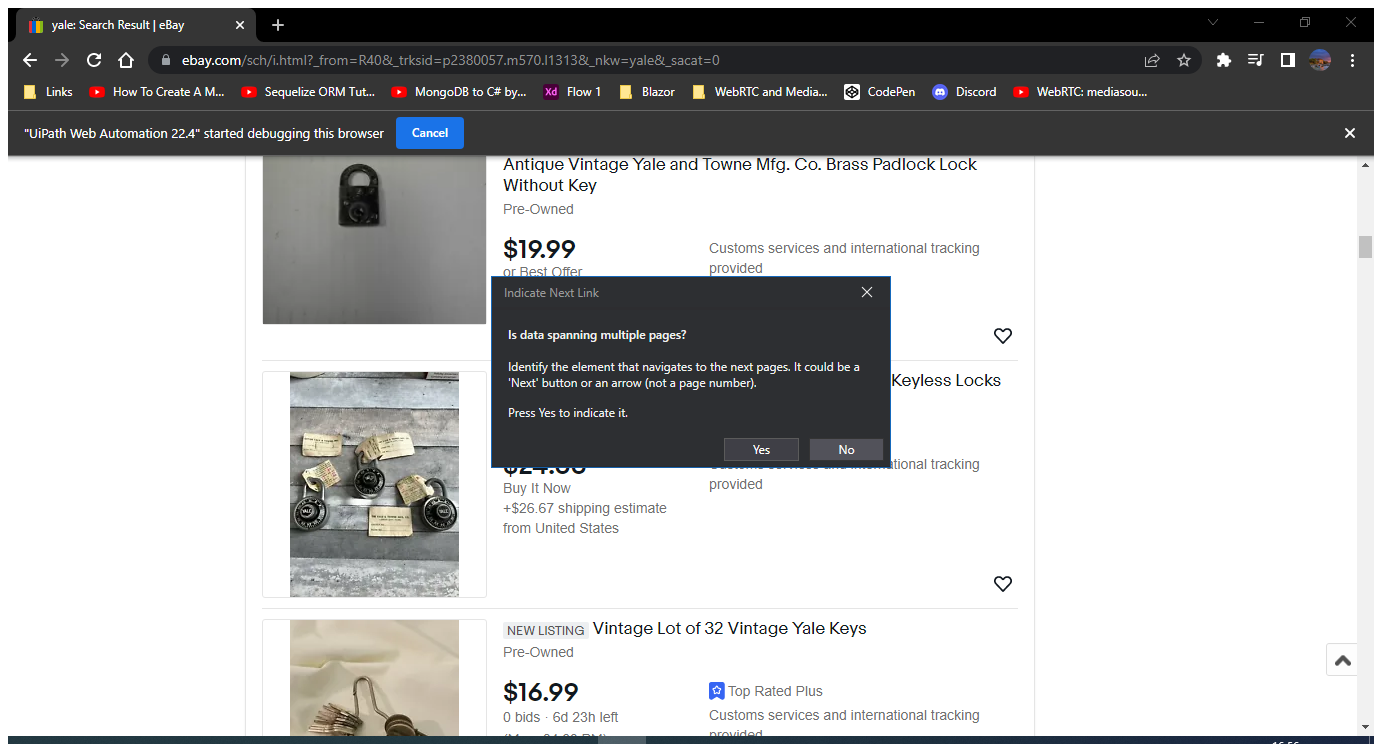 yale: Search Result | eBay
ebay.com/sch/i.html?_from=R40&_trksid=p2380057.m570.l1313&_nkw=yale&_sacat=0
Links How To Create A M... Sequelize ORM Tut... MongoDB to C# by... Xd Flow 1 Blazor WebRTC and Media... CodePen Discord WebRTC: mediasou...
"UiPath Web Automation 22.4" started debugging this browser Cancel
Antique Vintage Yale and Towne Mfg. Co. Brass Padlock Lock
Without Key
Pre-Owned
$19.99
or Best Offer
Customs services and international tracking
provided
Indicate Next Link
Is data spanning multiple pages?
Identify the element that navigates to the next pages. It could be a
'Next' button or an arrow (not a page number).
Press Yes to indicate it.
Yes No
Keyless Locks
Buy It Now
+$26.67 shipping estimate
from United States
Customs services and international tracking
provided
NEW LISTING Vintage Lot of 32 Vintage Yale Keys
Pre-Owned
$16.99
0 bids · 6d 23h left
Top Rated Plus
Customs services and international tracking
provided